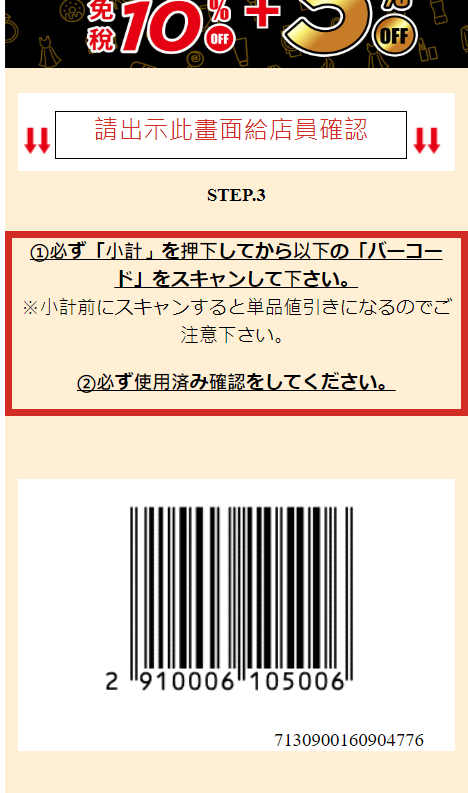 免 10% + 5%
稅 OFF OFF
請出示此畫面給店員確認
STEP.3
①必ず「小計」を押下してから以下の「バーコー
ド」をスキャンして下さい。
※小計前にスキャンすると単品値引きになるのでご
注意下さい。
②必ず使用済み確認をしてください。
2 910006 105006
7130900160904776